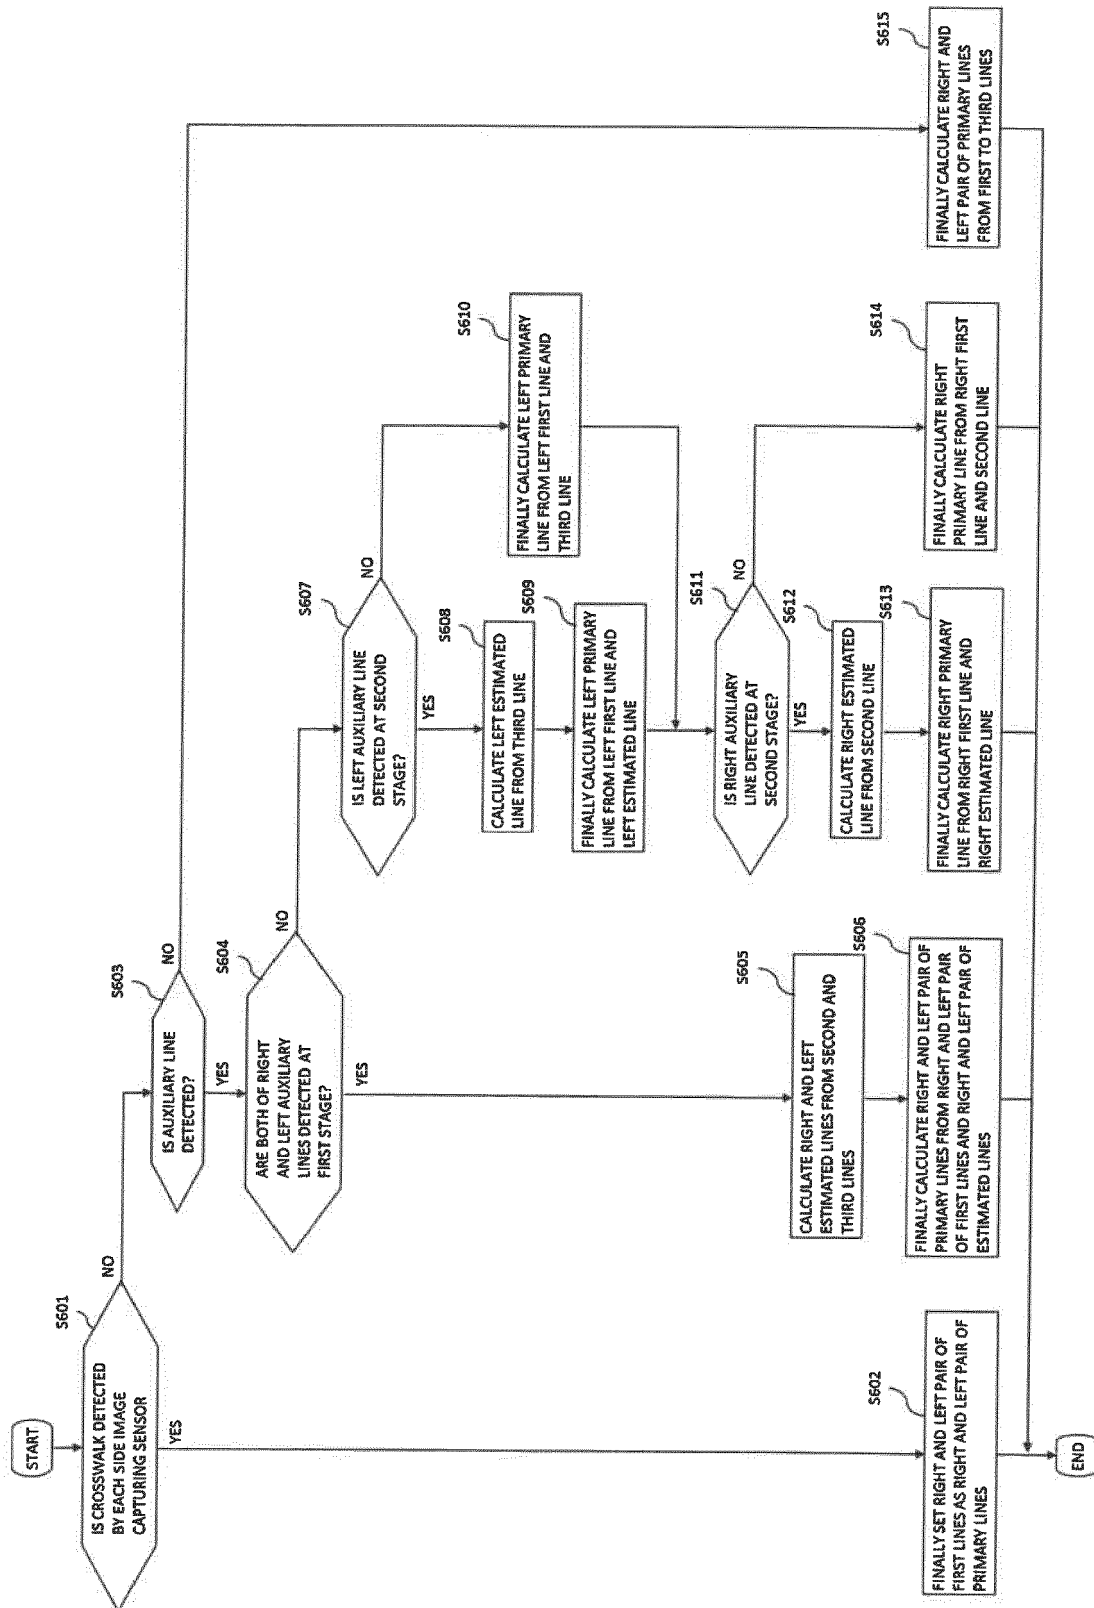 START
S601
IS CROSSWALK DETECTED
BY EACH SIDE IMAGE
CAPTURING SENSOR
NO
YES
S602
FINALLY SET RIGHT AND LEFT PAIR OF
FIRST LINES AS RIGHT AND LEFT PAIR OF
PRIMARY LINES
S603
IS AUXILIARY LINE
DETECTED?
NO
YES
S604
ARE BOTH OF RIGHT
AND LEFT AUXILIARY
LINES DETECTED AT
FIRST STAGE?
NO
YES
S605
CALCULATE RIGHT AND LEFT
ESTIMATED LINES FROM SECOND AND
THIRD LINES
S606
FINALLY CALCULATE RIGHT AND LEFT PAIR OF
PRIMARY LINES FROM RIGHT AND LEFT PAIR
OF FIRST LINES AND RIGHT AND LEFT PAIR OF
ESTIMATED LINES
S607
IS LEFT AUXILIARY LINE
DETECTED AT SECOND
STAGE?
NO
YES
S608
CALCULATE LEFT ESTIMATED
LINE FROM THIRD LINE
S609
FINALLY CALCULATE LEFT PRIMARY
LINE FROM LEFT FIRST LINE AND
LEFT ESTIMATED LINE
S610
FINALLY CALCULATE LEFT PRIMARY
LINE FROM LEFT FIRST LINE AND
THIRD LINE
S611
IS RIGHT AUXILIARY
LINE DETECTED AT
SECOND STAGE?
NO
YES
S612
CALCULATE RIGHT ESTIMATED
LINE FROM SECOND LINE
S613
FINALLY CALCULATE RIGHT PRIMARY
LINE FROM RIGHT FIRST LINE AND
RIGHT ESTIMATED LINE
S614
FINALLY CALCULATE RIGHT
PRIMARY LINE FROM RIGHT FIRST
LINE AND SECOND LINE
S615
FINALLY CALCULATE RIGHT AND
LEFT PAIR OF PRIMARY LINES
FROM FIRST TO THIRD LINES
END